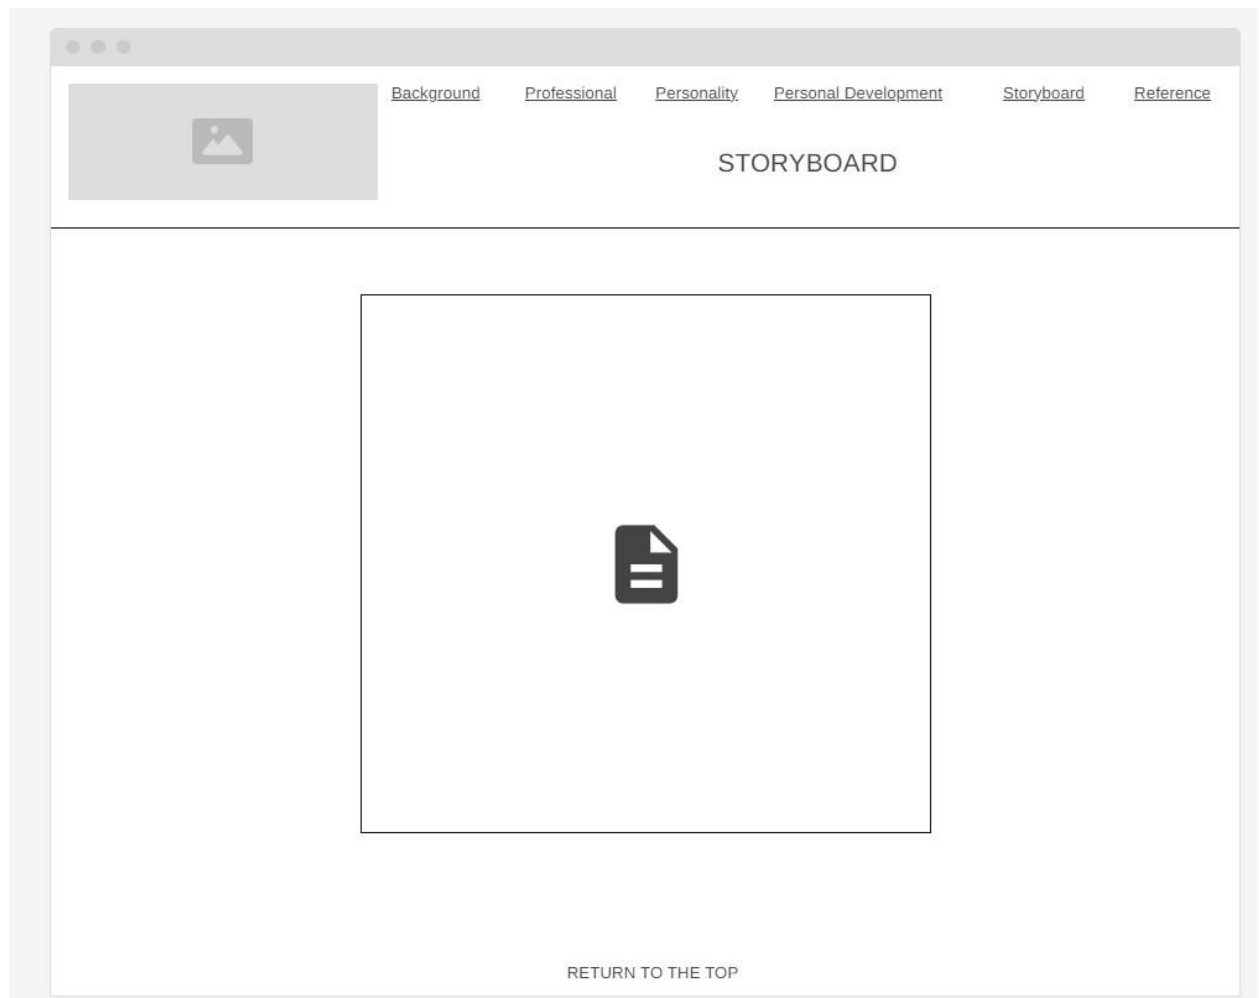 Background Professional Personality Personal Development Storyboard Reference
STORYBOARD
RETURN TO THE TOP